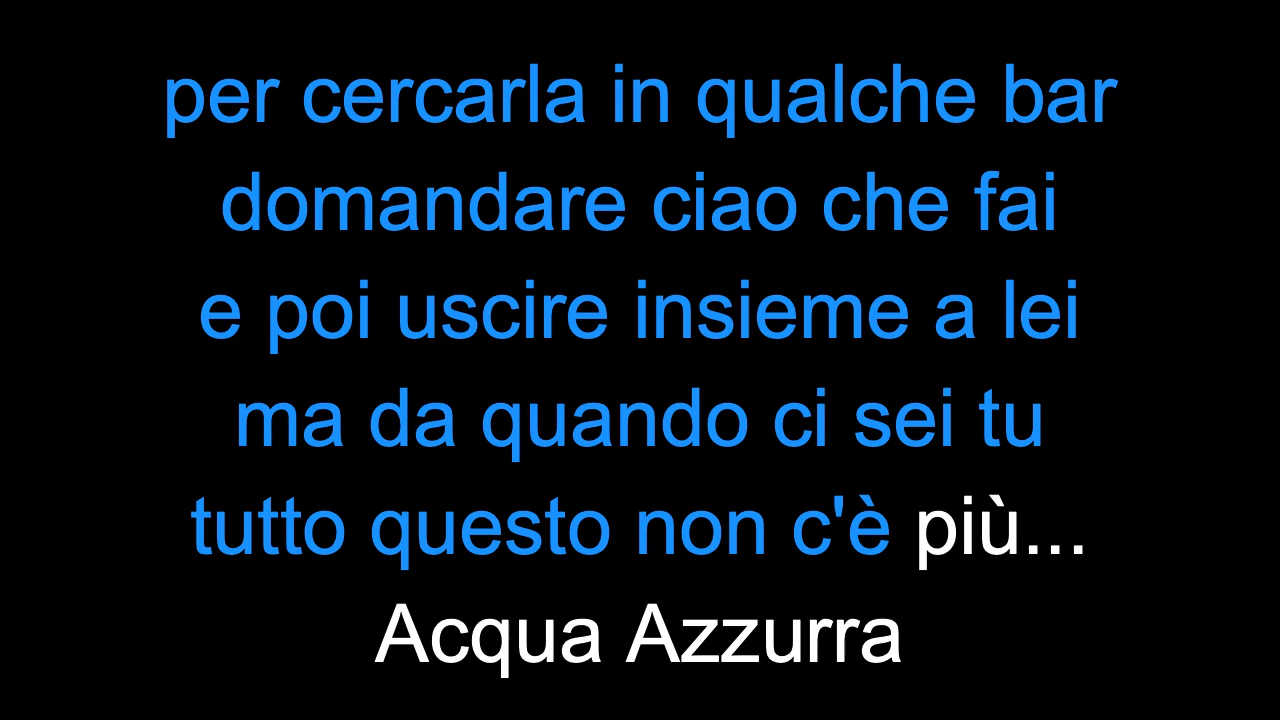 per cercarla in qualche bar
domandare ciao che fai
e poi uscire insieme a lei
ma da quando ci sei tu
tutto questo non c'è più...
Acqua Azzurra